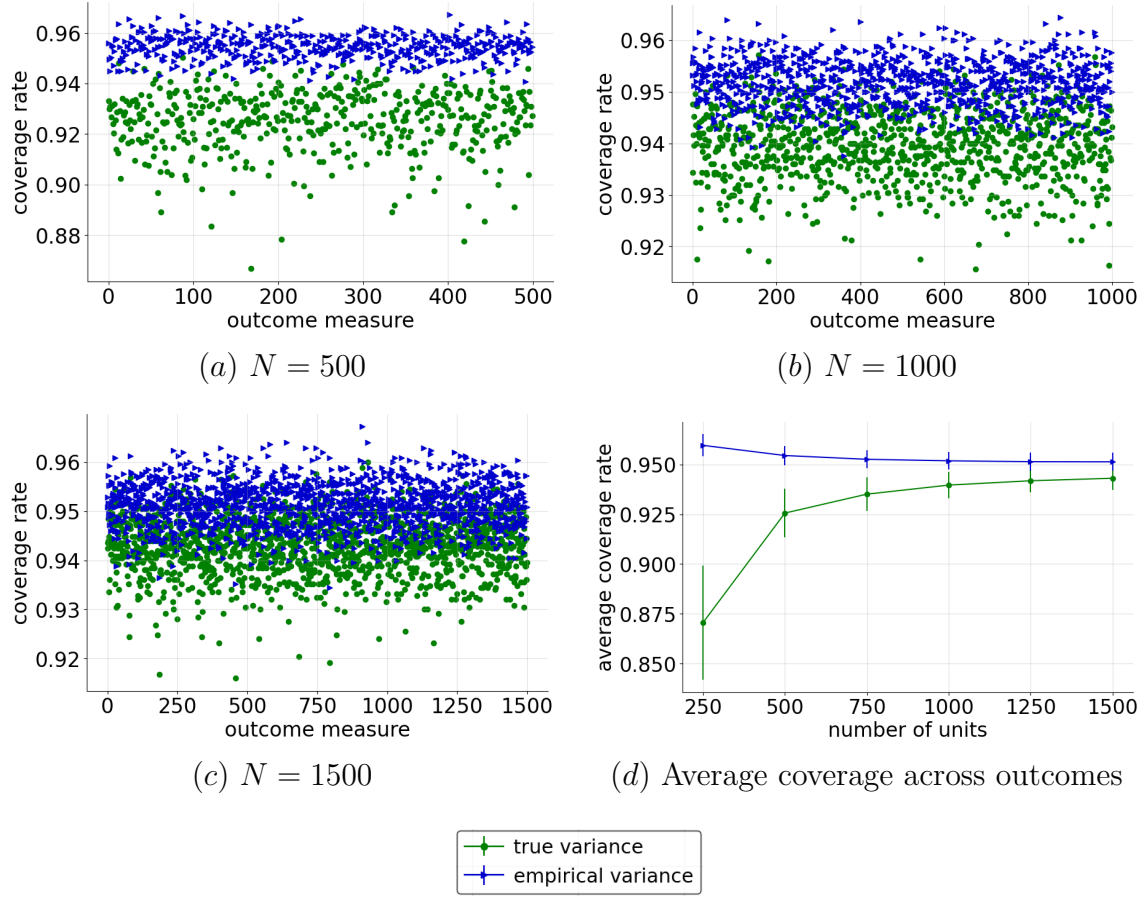 0.96
0.94
0.92
0.90
0.88
coverage rate
0 100 200 300 400 500
outcome measure
(a) N = 500
0.96
0.95
0.94
0.93
0.92
coverage rate
0 200 400 600 800 1000
outcome measure
(b) N = 1000
0.96
0.95
0.94
0.93
0.92
coverage rate
0 250 500 750 1000 1250 1500
outcome measure
(c) N = 1500
0.950
0.925
0.900
0.875
0.850
average coverage rate
250 500 750 1000 1250 1500
number of units
(d) Average coverage across outcomes
true variance
empirical variance